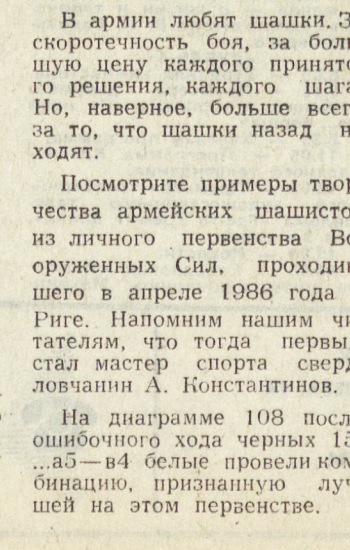 В армии любят шашки. З
скоротечность боя, за боль
шую цену каждого принято
го решения, каждого шага
Но, наверное, больше всег
за то, что шашки назад н
ходят.
Посмотрите примеры твор
чества армейских шашисто
из личного первенства Во
оруженных Сил, проходи
шего в апреле 1986 года
Риге. Напомним нашим чи
тателям, что тогда первы
стал мастер спорта сверд
ловчанин А. Константинов.
На диаграмме 108 посл
ошибочного хода черных 1
...а5—в4 белые провели ком
бинацию, признанную луч
шей на этом первенстве.